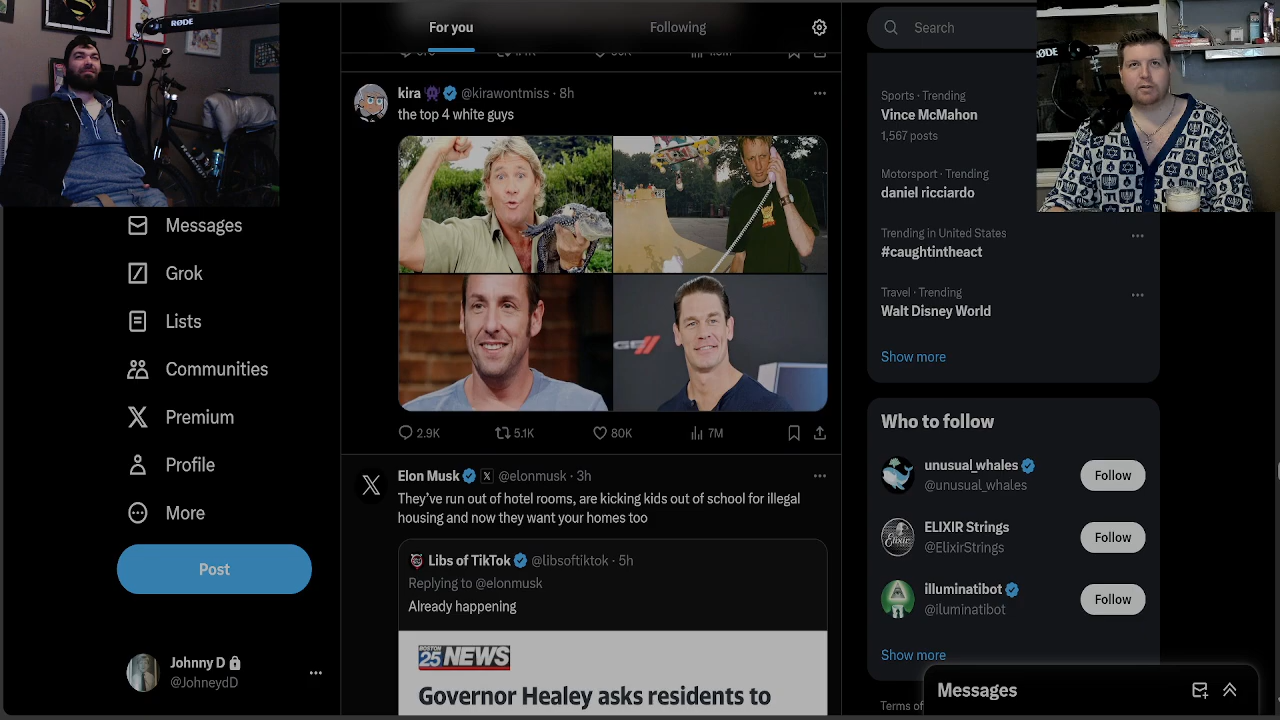 RØDE
For you
Following
kira @kirawontmiss · 8h
the top 4 white guys
2.9K 5.1K 80K 7M
Elon Musk X @elonmusk · 3h
They've run out of hotel rooms, are kicking kids out of school for illegal
housing and now they want your homes too
Libs of TikTok @libsoftiktok · 5h
Replying to @elonmusk
Already happening
BOSTON
25 NEWS
Governor Healey asks residents to
Messages
Grok
Lists
Communities
Premium
Profile
More
Post
Johnny D
@JohneydD
Search
RØDE
Sports · Trending
Vince McMahon
1,567 posts
Motorsport · Trending
daniel ricciardo
Trending in United States
#caughtintheact
Travel · Trending
Walt Disney World
Show more
Who to follow
unusual_whales
@unusual_whales
Follow
ELIXIR Strings
@ElixirStrings
Follow
illuminatibot
@iluminatibot
Follow
Show more
Terms of
Messages